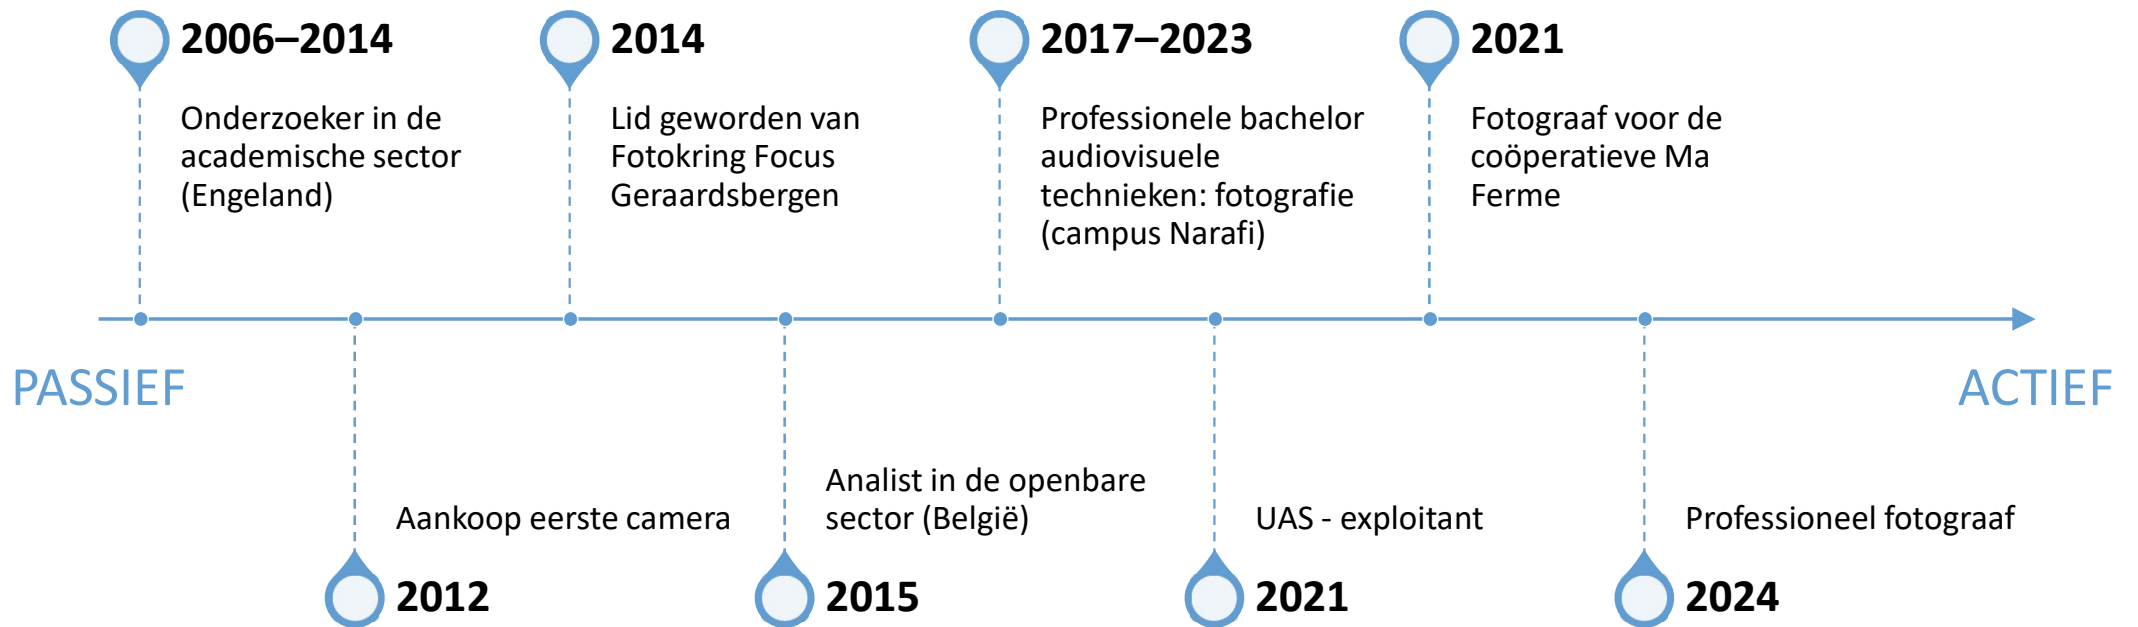 2006–2014
Onderzoeker in de
academische sector
(Engeland)
2014
Lid geworden van
Fotokring Focus
Geraardsbergen
2017–2023
Professionele bachelor
audiovisuele
technieken: fotografie
(campus Narafi)
2021
Fotograaf voor de
coöperatieve Ma
Ferme
PASSIEF
ACTIEF
Aankoop eerste camera
2012
Analist in de openbare
sector (België)
2015
UAS - exploitant
2021
Professioneel fotograaf
2024